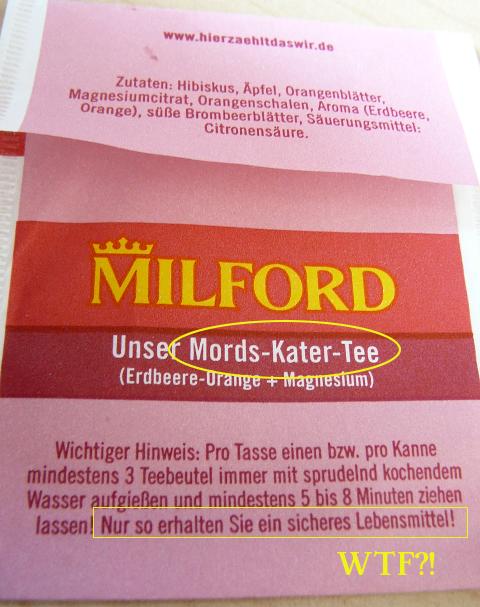 www.hierzaehltdaswir.de
Zutaten: Hibiskus, Äpfel, Orangenblätter,
Magnesiumcitrat, Orangenschalen, Aroma (Erdbeere,
Orange), süße Brombeerblätter, Säuerungsmittel:
Citronensäure.
MILFORD
Unser Mords-Kater-Tee
(Erdbeere-Orange + Magnesium)
Wichtiger Hinweis: Pro Tasse einen bzw. pro Kanne
mindestens 3 Teebeutel immer mit sprudelnd kochendem
Wasser aufgießen und mindestens 5 bis 8 Minuten ziehen
lassen! Nur so erhalten Sie ein sicheres Lebensmittel!
WTF?!